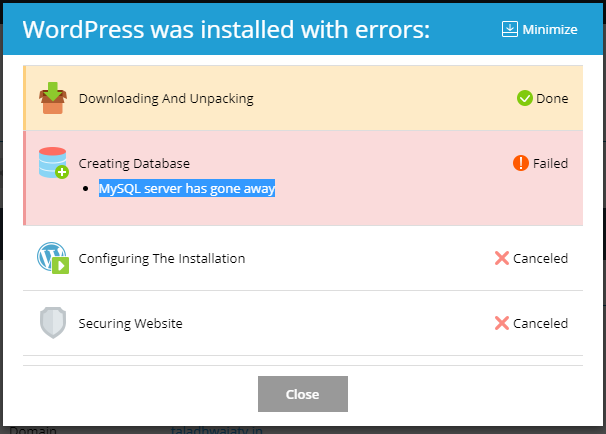 WordPress was installed with errors:
Minimize
Downloading And Unpacking
Done
Creating Database
Failed
MySQL server has gone away
Configuring The Installation
Canceled
Securing Website
Canceled
Close
Domain